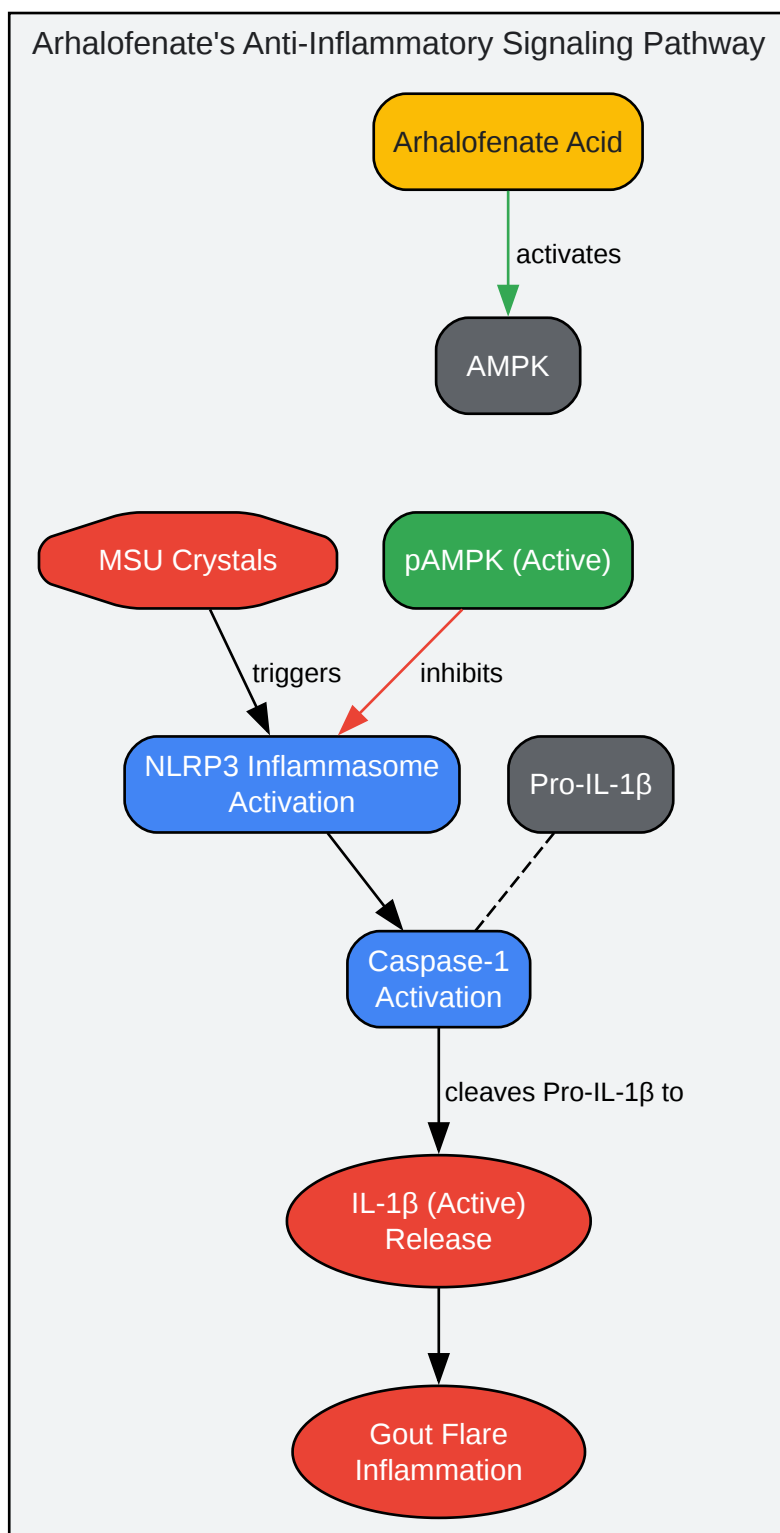 Arhalofenate's Anti-Inflammatory Signaling Pathway
Arhalofenate Acid
activates
AMPK
MSU Crystals
pAMPK (Active)
triggers
inhibits
NLRP3 Inflammasome
Activation
Pro-IL-1β
Caspase-1
Activation
cleaves Pro-IL-1β to
IL-1β (Active)
Release
Gout Flare
Inflammation